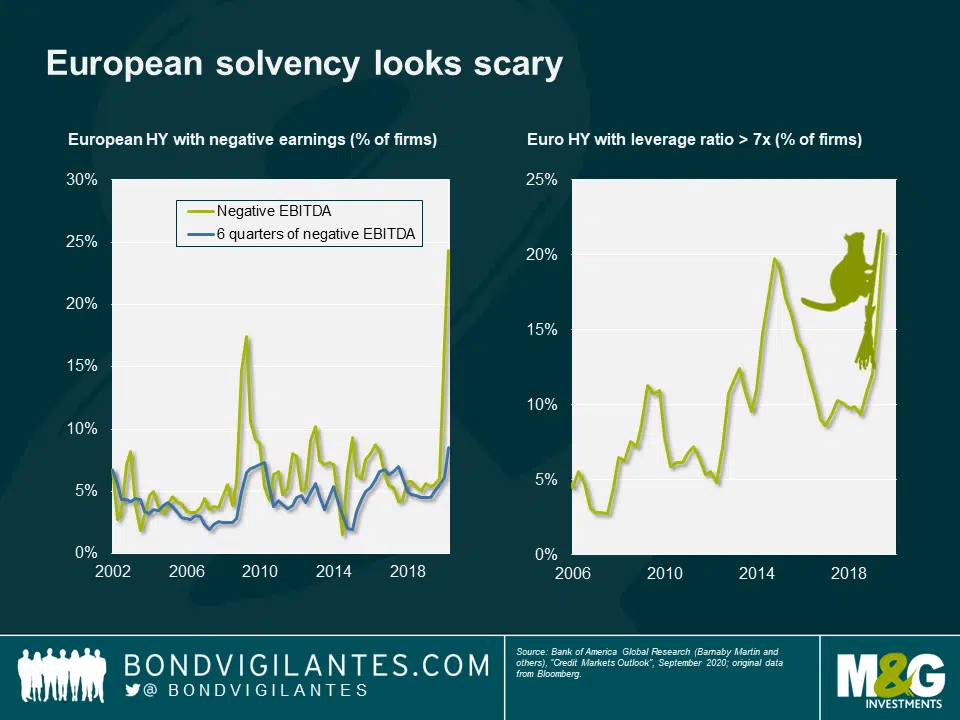 European solvency looks scary
European HY with negative earnings (% of firms)
30%
25%
20%
15%
10%
5%
0%
2002 2006 2010 2014 2018
Negative EBITDA
6 quarters of negative EBITDA
Euro HY with leverage ratio > 7x (% of firms)
25%
20%
15%
10%
5%
0%
2006 2010 2014 2018
BONDVIGILANTES.COM
@BONDVIGILANTES
Source: Bank of America Global Research (Barnaby Martin and
others), "Credit Markets Outlook", September 2020; original data
from Bloomberg.
M&G
INVESTMENTS